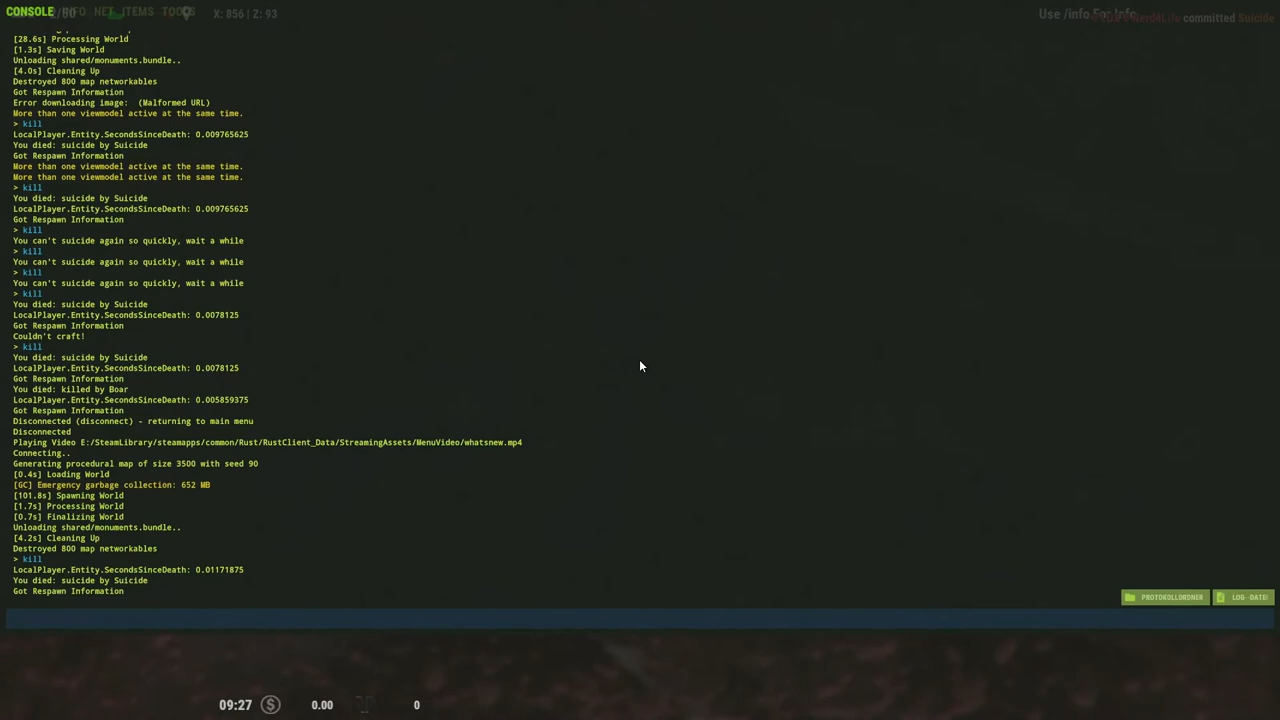 CONSOLE INFO NET ITEMS TOOLS X: 856 | Z: 93 Use /info For Info
committed Suicide
[28.6s] Processing World
[1.3s] Saving World
Unloading shared/monuments.bundle..
[4.0s] Cleaning Up
Destroyed 800 map networkables
Got Respawn Information
Error downloading image:  (Malformed URL)
More than one viewmodel active at the same time.
> kill
LocalPlayer.Entity.SecondsSinceDeath: 0.009765625
You died: suicide by Suicide
Got Respawn Information
More than one viewmodel active at the same time.
More than one viewmodel active at the same time.
> kill
You died: suicide by Suicide
LocalPlayer.Entity.SecondsSinceDeath: 0.009765625
Got Respawn Information
> kill
You can't suicide again so quickly, wait a while
> kill
You can't suicide again so quickly, wait a while
> kill
You can't suicide again so quickly, wait a while
> kill
You died: suicide by Suicide
LocalPlayer.Entity.SecondsSinceDeath: 0.0078125
Got Respawn Information
Couldn't craft!
> kill
You died: suicide by Suicide
LocalPlayer.Entity.SecondsSinceDeath: 0.0078125
Got Respawn Information
You died: killed by Boar
LocalPlayer.Entity.SecondsSinceDeath: 0.005859375
Got Respawn Information
Disconnected (disconnect) - returning to main menu
Disconnected
Playing Video E:/SteamLibrary/steamapps/common/Rust/RustClient_Data/StreamingAssets/MenuVideo/whatsnew.mp4
Connecting..
Generating procedural map of size 3500 with seed 90
[0.4s] Loading World
[GC] Emergency garbage collection: 652 MB
[101.8s] Spawning World
[1.7s] Processing World
[0.7s] Finalizing World
Unloading shared/monuments.bundle..
[4.2s] Cleaning Up
Destroyed 800 map networkables
> kill
LocalPlayer.Entity.SecondsSinceDeath: 0.01171875
You died: suicide by Suicide
Got Respawn Information
PROTOKOLLORDNER LOG-DATEI
09:27 $ 0.00 0